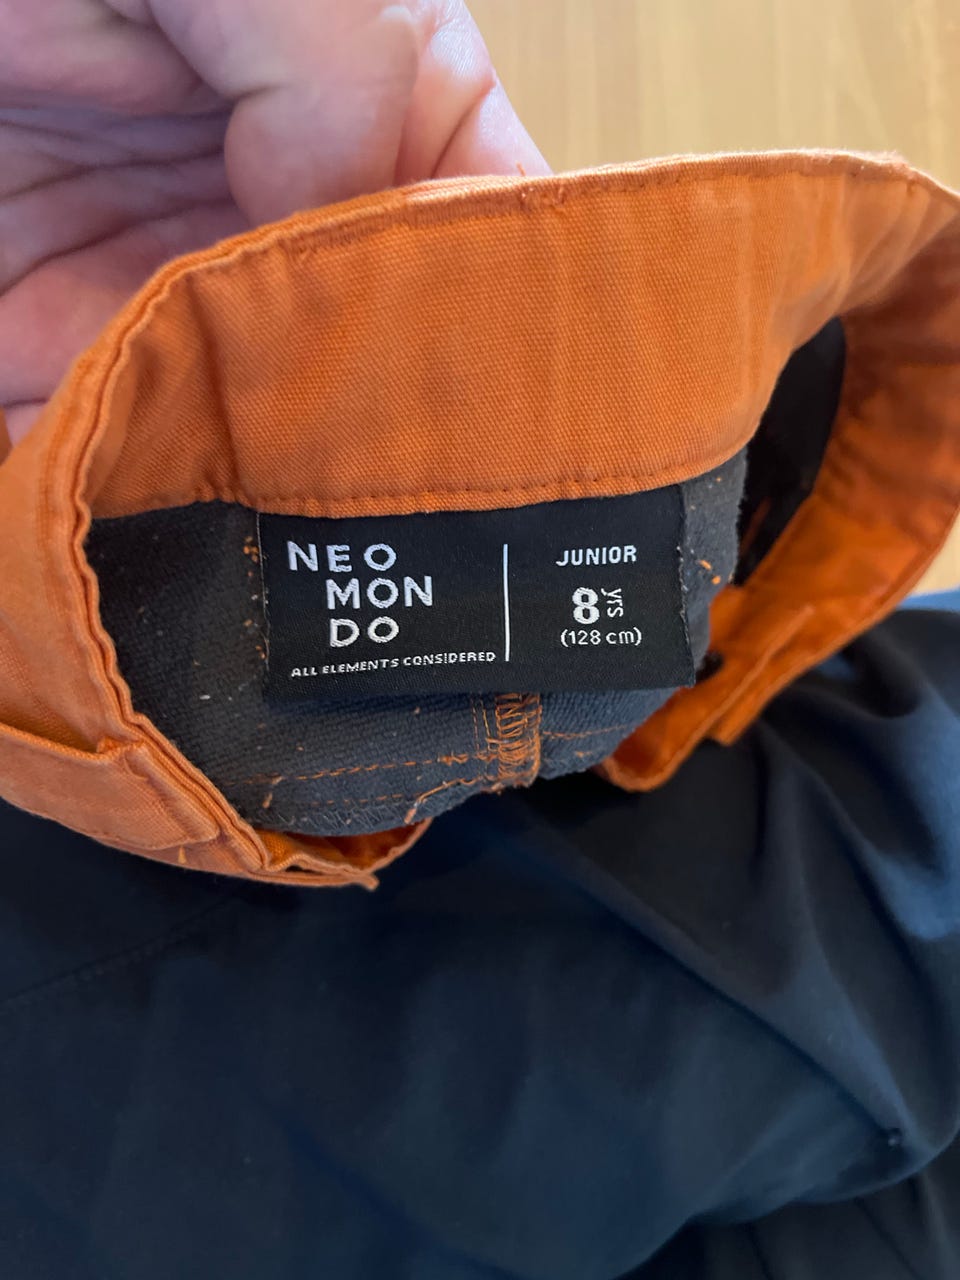 NEO
MON
DO
ALL ELEMENTS CONSIDERED
JUNIOR
8 yrs
(128 cm)